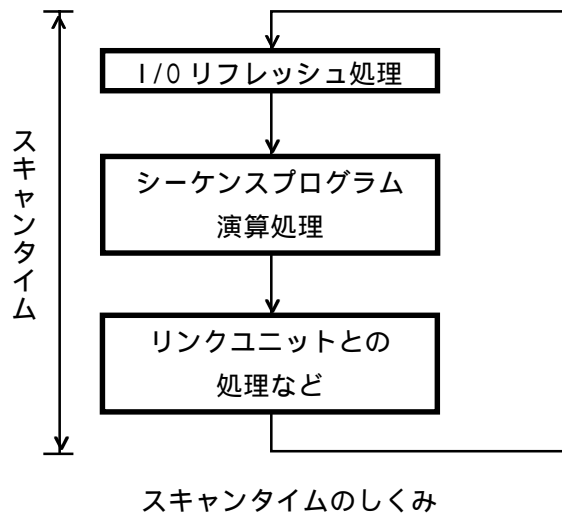 I/O リフレッシュ処理
スキャンタイム
シーケンスプログラム
演算処理
リンクユニットとの
処理など
スキャンタイムのしくみ